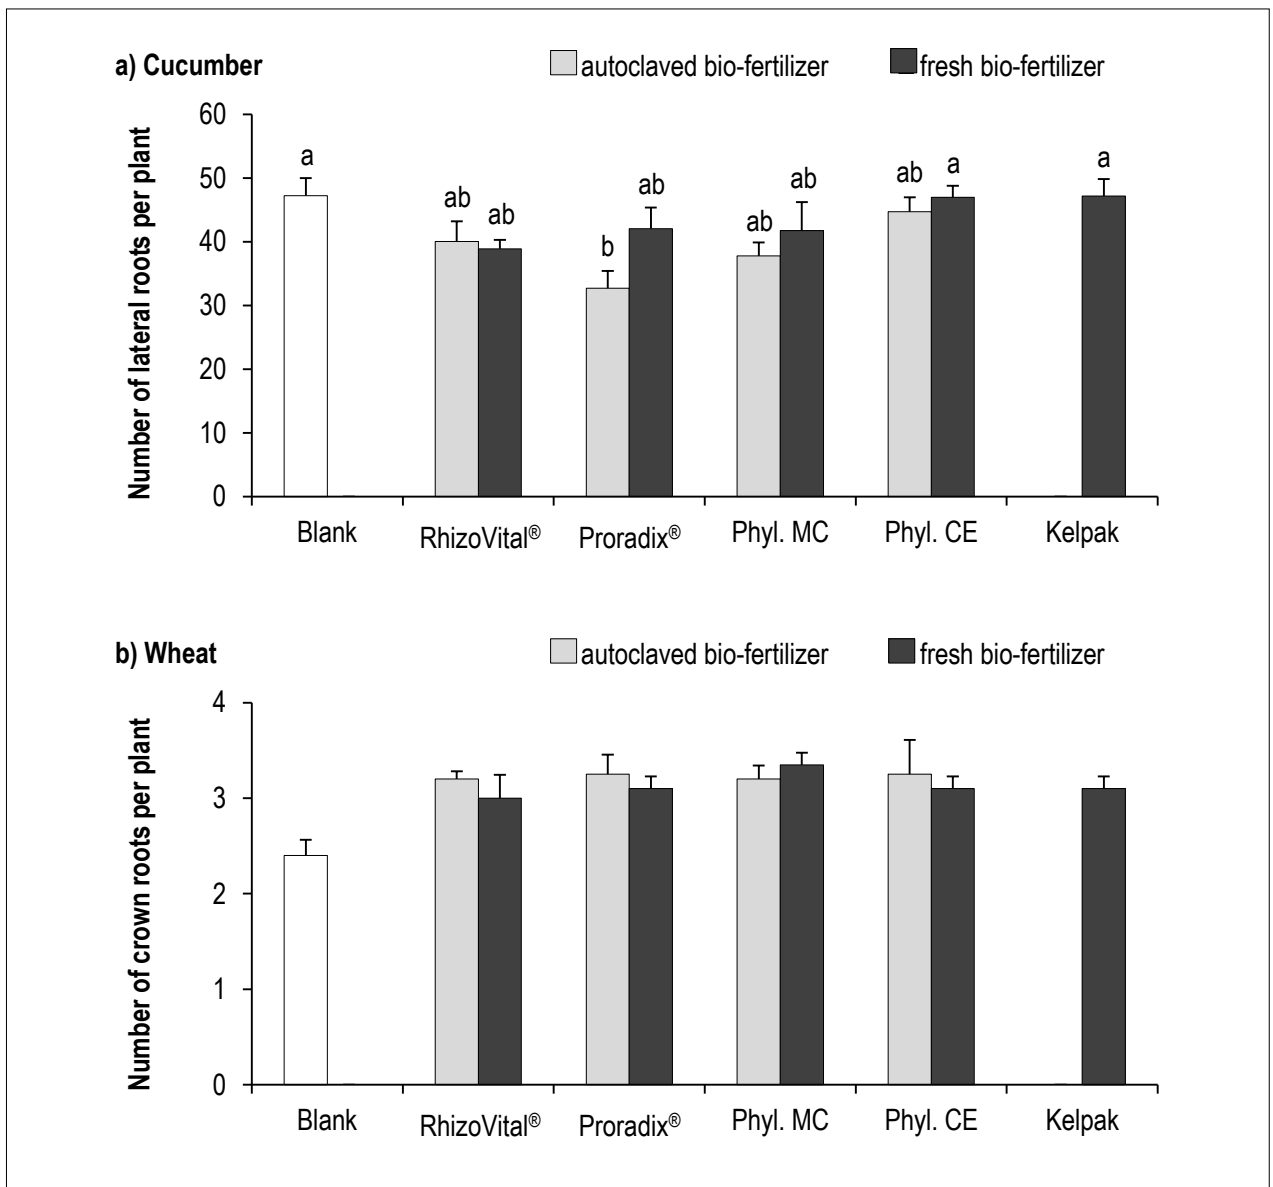 a) Cucumber
autoclaved bio-fertilizer
fresh bio-fertilizer
Number of lateral roots per plant
60
50
40
30
20
10
0
a
ab
ab
b
ab
ab
ab
ab
a
a
Blank
RhizoVital®
Proradix®
Phyl. MC
Phyl. CE
Kelpak
b) Wheat
autoclaved bio-fertilizer
fresh bio-fertilizer
Number of crown roots per plant
4
3
2
1
0
Blank
RhizoVital®
Proradix®
Phyl. MC
Phyl. CE
Kelpak